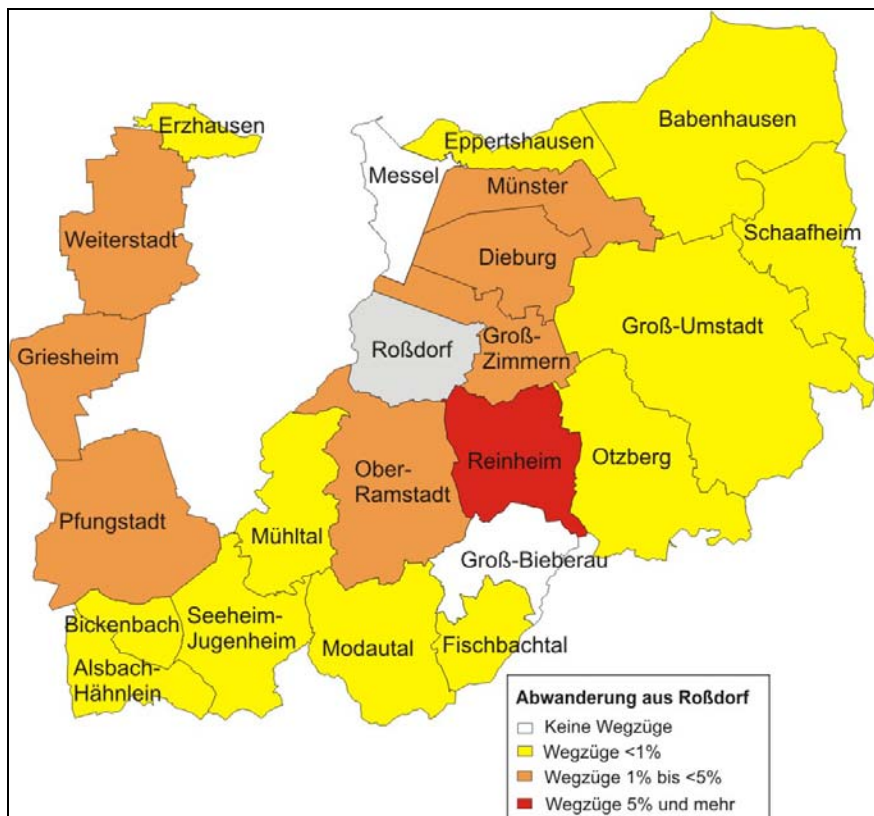 Babenhausen
Erzhausen
Eppertshausen
Messel
Münster
Schaafheim
Weiterstadt
Dieburg
Groß-Umstadt
Griesheim
Roßdorf
Groß-
Zimmern
Reinheim
Otzberg
Ober-
Ramstadt
Pfungstadt
Mühltal
Groß-Bieberau
Bickenbach
Seeheim-
Jugenheim
Modautal
Fischbachtal
Alsbach-
Hähnlein
Abwanderung aus Roßdorf
Keine Wegzüge
Wegzüge <1%
Wegzüge 1% bis <5%
Wegzüge 5% und mehr